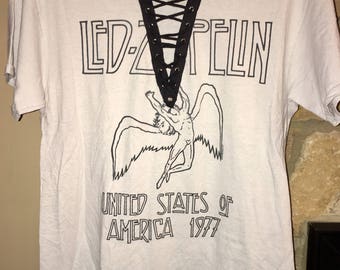 LED-ZEPPELIN
UNITED STATES OF
AMERICA 1977